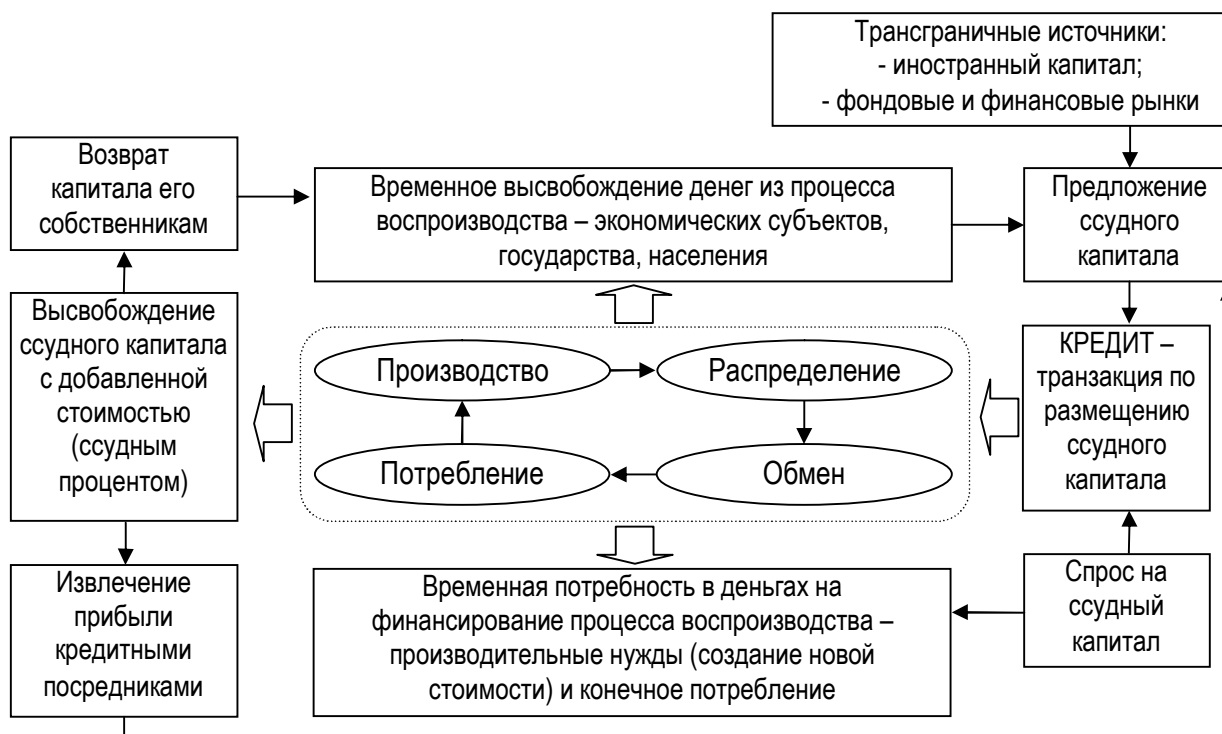 Трансграничные источники:
- иностранный капитал;
- фондовые и финансовые рынки
Возврат
капитала его
собственникам
Временное высвобождение денег из процесса
воспроизводства – экономических субъектов,
государства, населения
Предложение
ссудного
капитала
Высвобождение
ссудного капитала
с добавленной
стоимостью
(ссудным
процентом)
Производство
Распределение
Потребление
Обмен
КРЕДИТ –
транзакция по
размещению
ссудного
капитала
Извлечение
прибыли
кредитными
посредниками
Временная потребность в деньгах на
финансирование процесса воспроизводства –
производительные нужды (создание новой
стоимости) и конечное потребление
Спрос на
ссудный
капитал